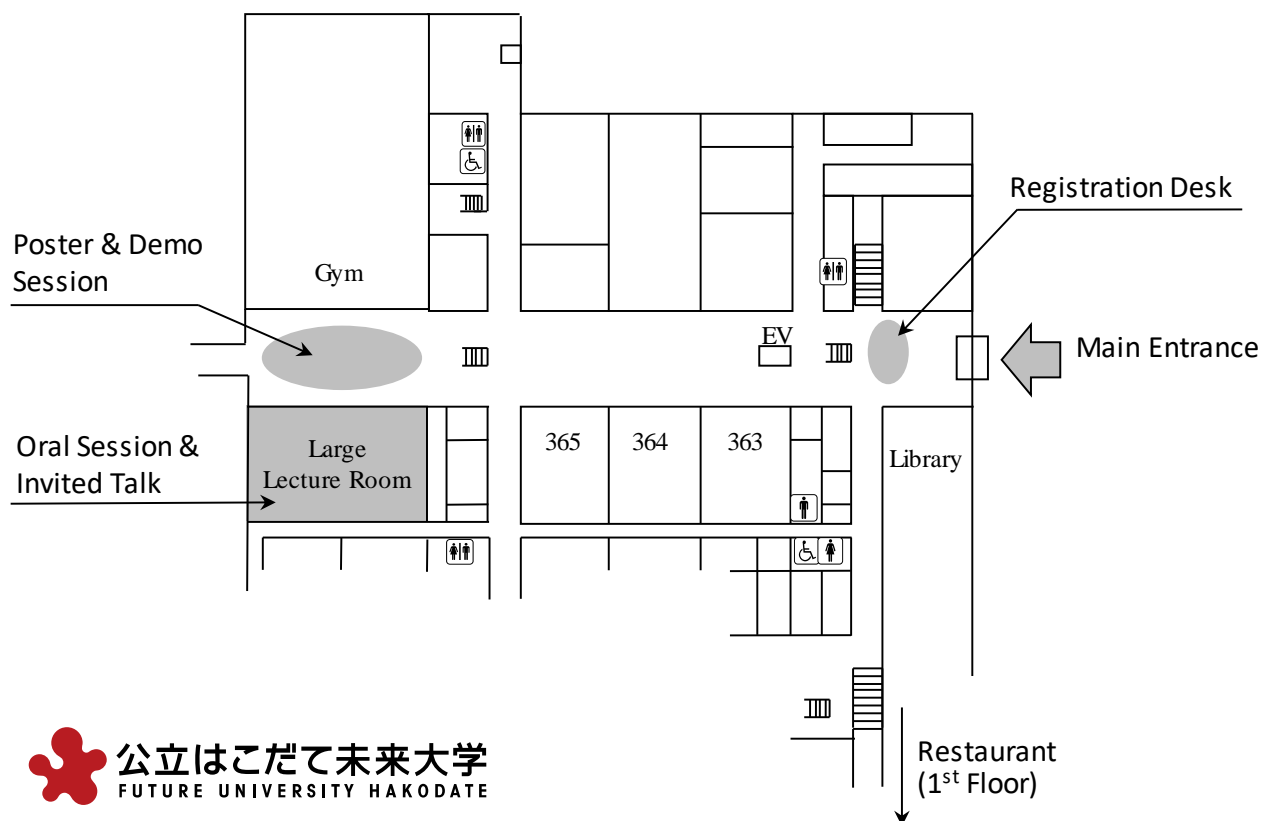 Registration Desk
Poster & Demo
Session
Gym
EV
Main Entrance
Oral Session &
Invited Talk
Large
Lecture Room
365
364
363
Library
公立はこだて未来大学
FUTURE UNIVERSITY HAKODATE
Restaurant
(1st Floor)